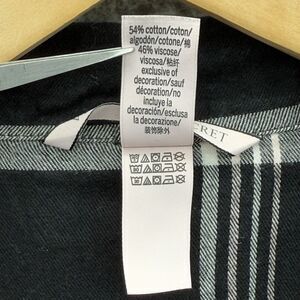 54% cotton/coton/
algodón/cotone/棉
46% viscose/
viscosa/粘纤
exclusive of
decoration/sauf
décoration/no
incluye la
decoración/esclusa
la decorazione/
装饰除外
CRET